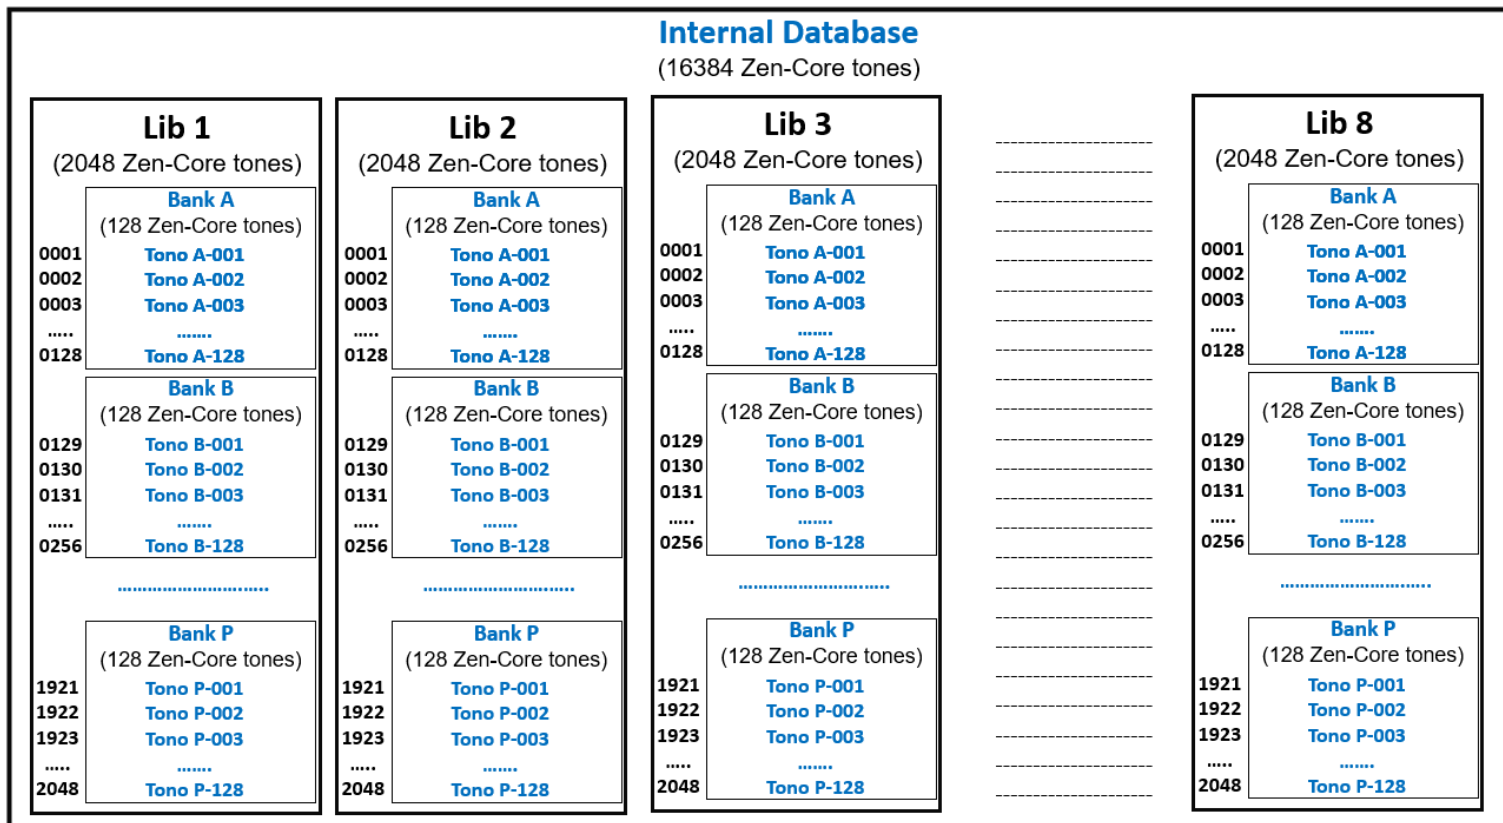 Internal Database
(16384 Zen-Core tones)
Lib 1
(2048 Zen-Core tones)
Bank A
(128 Zen-Core tones)
0001 Tono A-001
0002 Tono A-002
0003 Tono A-003
..... .......
0128 Tono A-128
Bank B
(128 Zen-Core tones)
0129 Tono B-001
0130 Tono B-002
0131 Tono B-003
..... .......
0256 Tono B-128
..........................
Bank P
(128 Zen-Core tones)
1921 Tono P-001
1922 Tono P-002
1923 Tono P-003
..... .......
2048 Tono P-128
Lib 2
(2048 Zen-Core tones)
Bank A
(128 Zen-Core tones)
0001 Tono A-001
0002 Tono A-002
0003 Tono A-003
..... .......
0128 Tono A-128
Bank B
(128 Zen-Core tones)
0129 Tono B-001
0130 Tono B-002
0131 Tono B-003
..... .......
0256 Tono B-128
..........................
Bank P
(128 Zen-Core tones)
1921 Tono P-001
1922 Tono P-002
1923 Tono P-003
..... .......
2048 Tono P-128
Lib 3
(2048 Zen-Core tones)
Bank A
(128 Zen-Core tones)
0001 Tono A-001
0002 Tono A-002
0003 Tono A-003
..... .......
0128 Tono A-128
Bank B
(128 Zen-Core tones)
0129 Tono B-001
0130 Tono B-002
0131 Tono B-003
..... .......
0256 Tono B-128
..........................
Bank P
(128 Zen-Core tones)
1921 Tono P-001
1922 Tono P-002
1923 Tono P-003
..... .......
2048 Tono P-128
Lib 8
(2048 Zen-Core tones)
Bank A
(128 Zen-Core tones)
0001 Tono A-001
0002 Tono A-002
0003 Tono A-003
..... .......
0128 Tono A-128
Bank B
(128 Zen-Core tones)
0129 Tono B-001
0130 Tono B-002
0131 Tono B-003
..... .......
0256 Tono B-128
..........................
Bank P
(128 Zen-Core tones)
1921 Tono P-001
1922 Tono P-002
1923 Tono P-003
..... .......
2048 Tono P-128